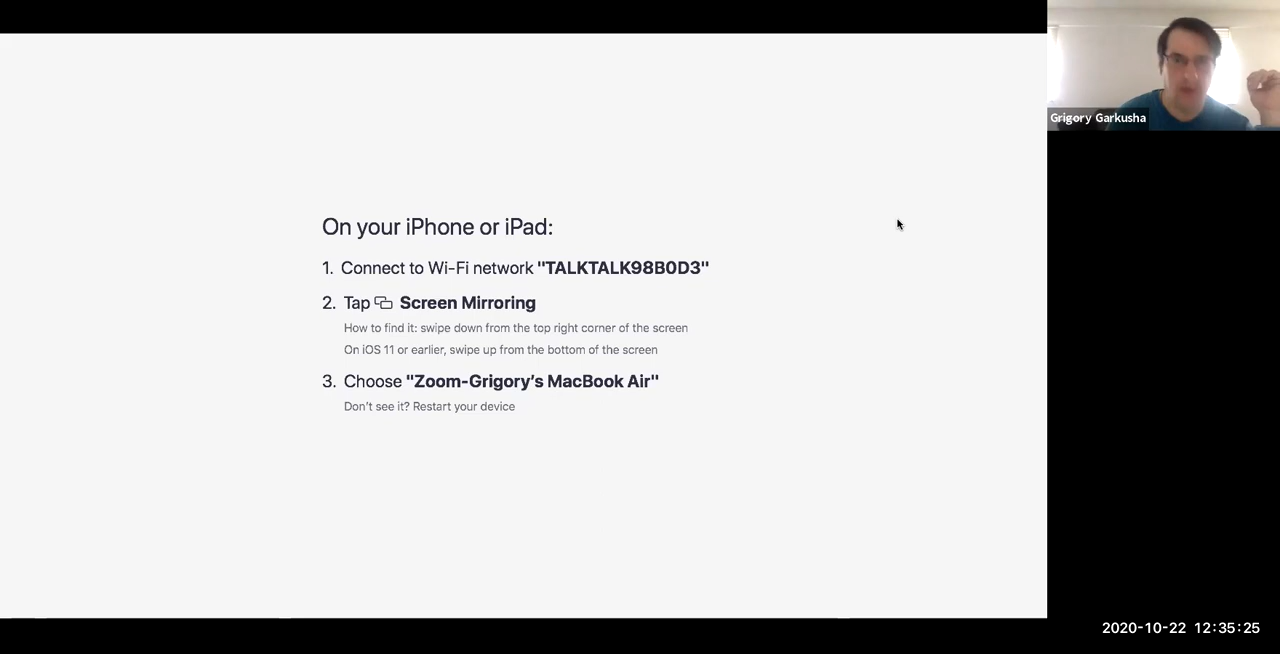 On your iPhone or iPad:
1. Connect to Wi-Fi network "TALKTALK98B0D3"
2. Tap Screen Mirroring
How to find it: swipe down from the top right corner of the screen
On iOS 11 or earlier, swipe up from the bottom of the screen
3. Choose "Zoom-Grigory’s MacBook Air"
Don’t see it? Restart your device
Grigory Garkusha
2020-10-22 12:35:25